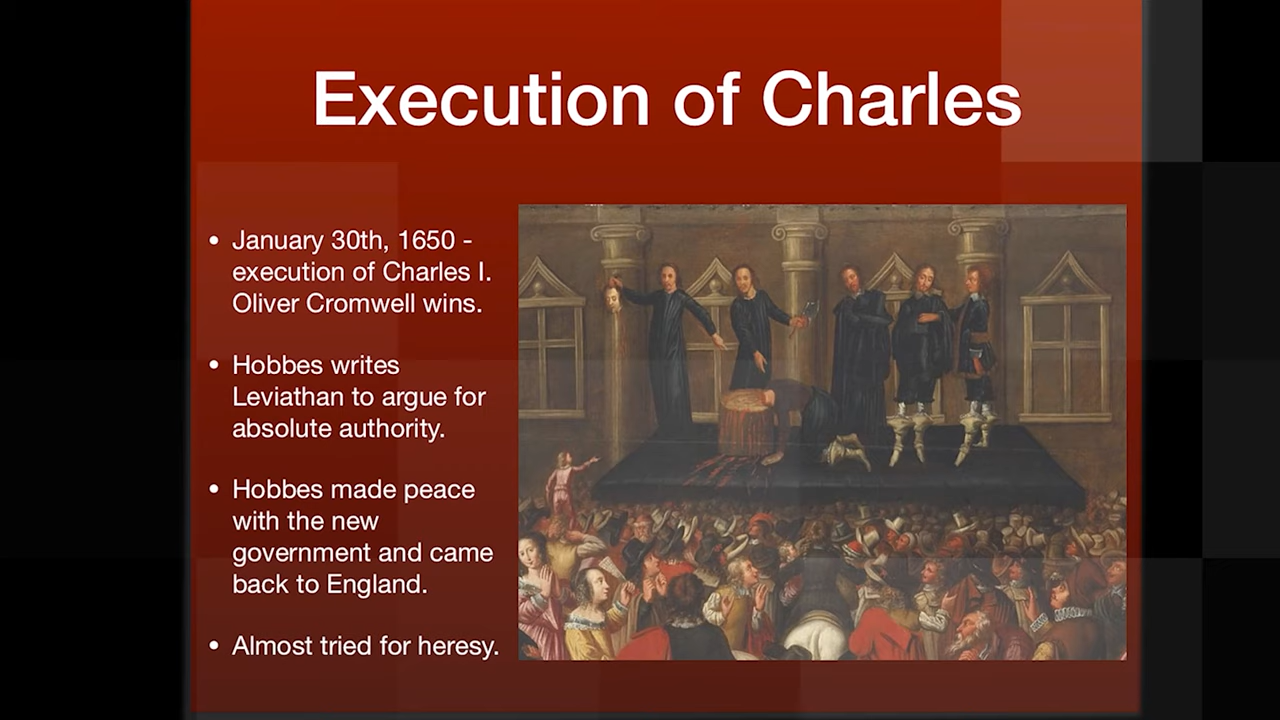 Execution of Charles
• January 30th, 1650 -
execution of Charles I.
Oliver Cromwell wins.
• Hobbes writes
Leviathan to argue for
absolute authority.
• Hobbes made peace
with the new
government and came
back to England.
• Almost tried for heresy.